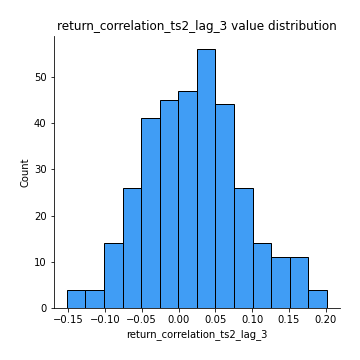 return_correlation_ts2_lag_3 value distribution
50
40
30
20
10
0
Count
−0.15 −0.10 −0.05 0.00 0.05 0.10 0.15 0.20
return_correlation_ts2_lag_3